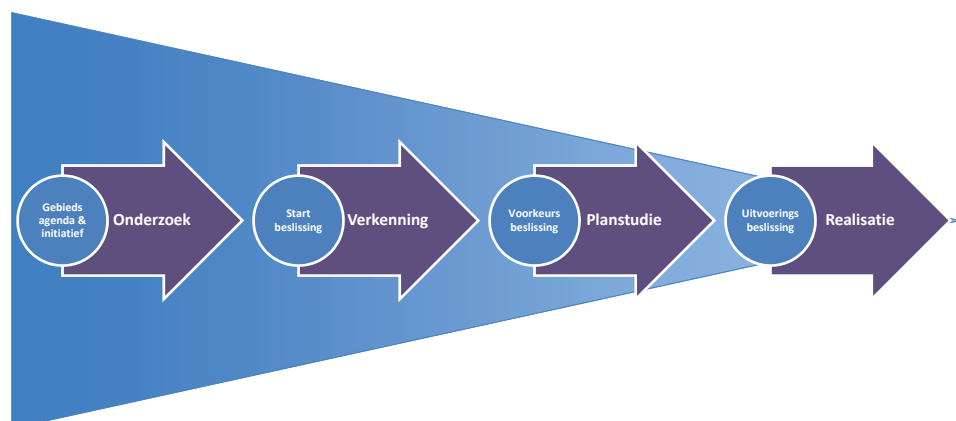 Gebieds
agenda &
initiatief
Onderzoek
Start
beslissing
Verkenning
Voorkeurs
beslissing
Planstudie
Uitvoerings
beslissing
Realisatie